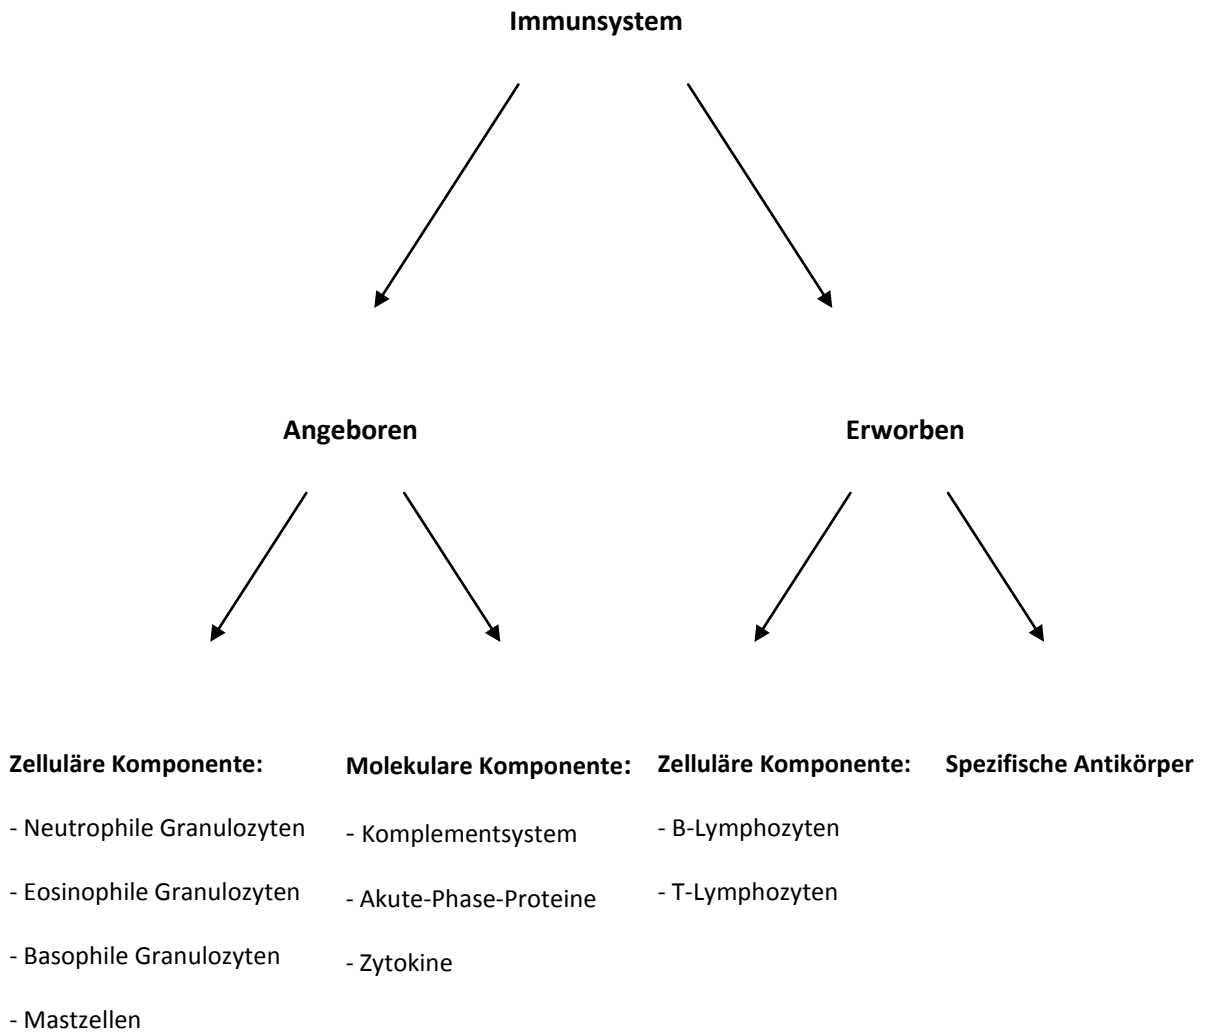 Immunsystem
Angeboren
Erworben
Zelluläre Komponente:
- Neutrophile Granulozyten
- Eosinophile Granulozyten
- Basophile Granulozyten
- Mastzellen
Molekulare Komponente:
- Komplementsystem
- Akute-Phase-Proteine
- Zytokine
Zelluläre Komponente:
- B-Lymphozyten
- T-Lymphozyten
Spezifische Antikörper